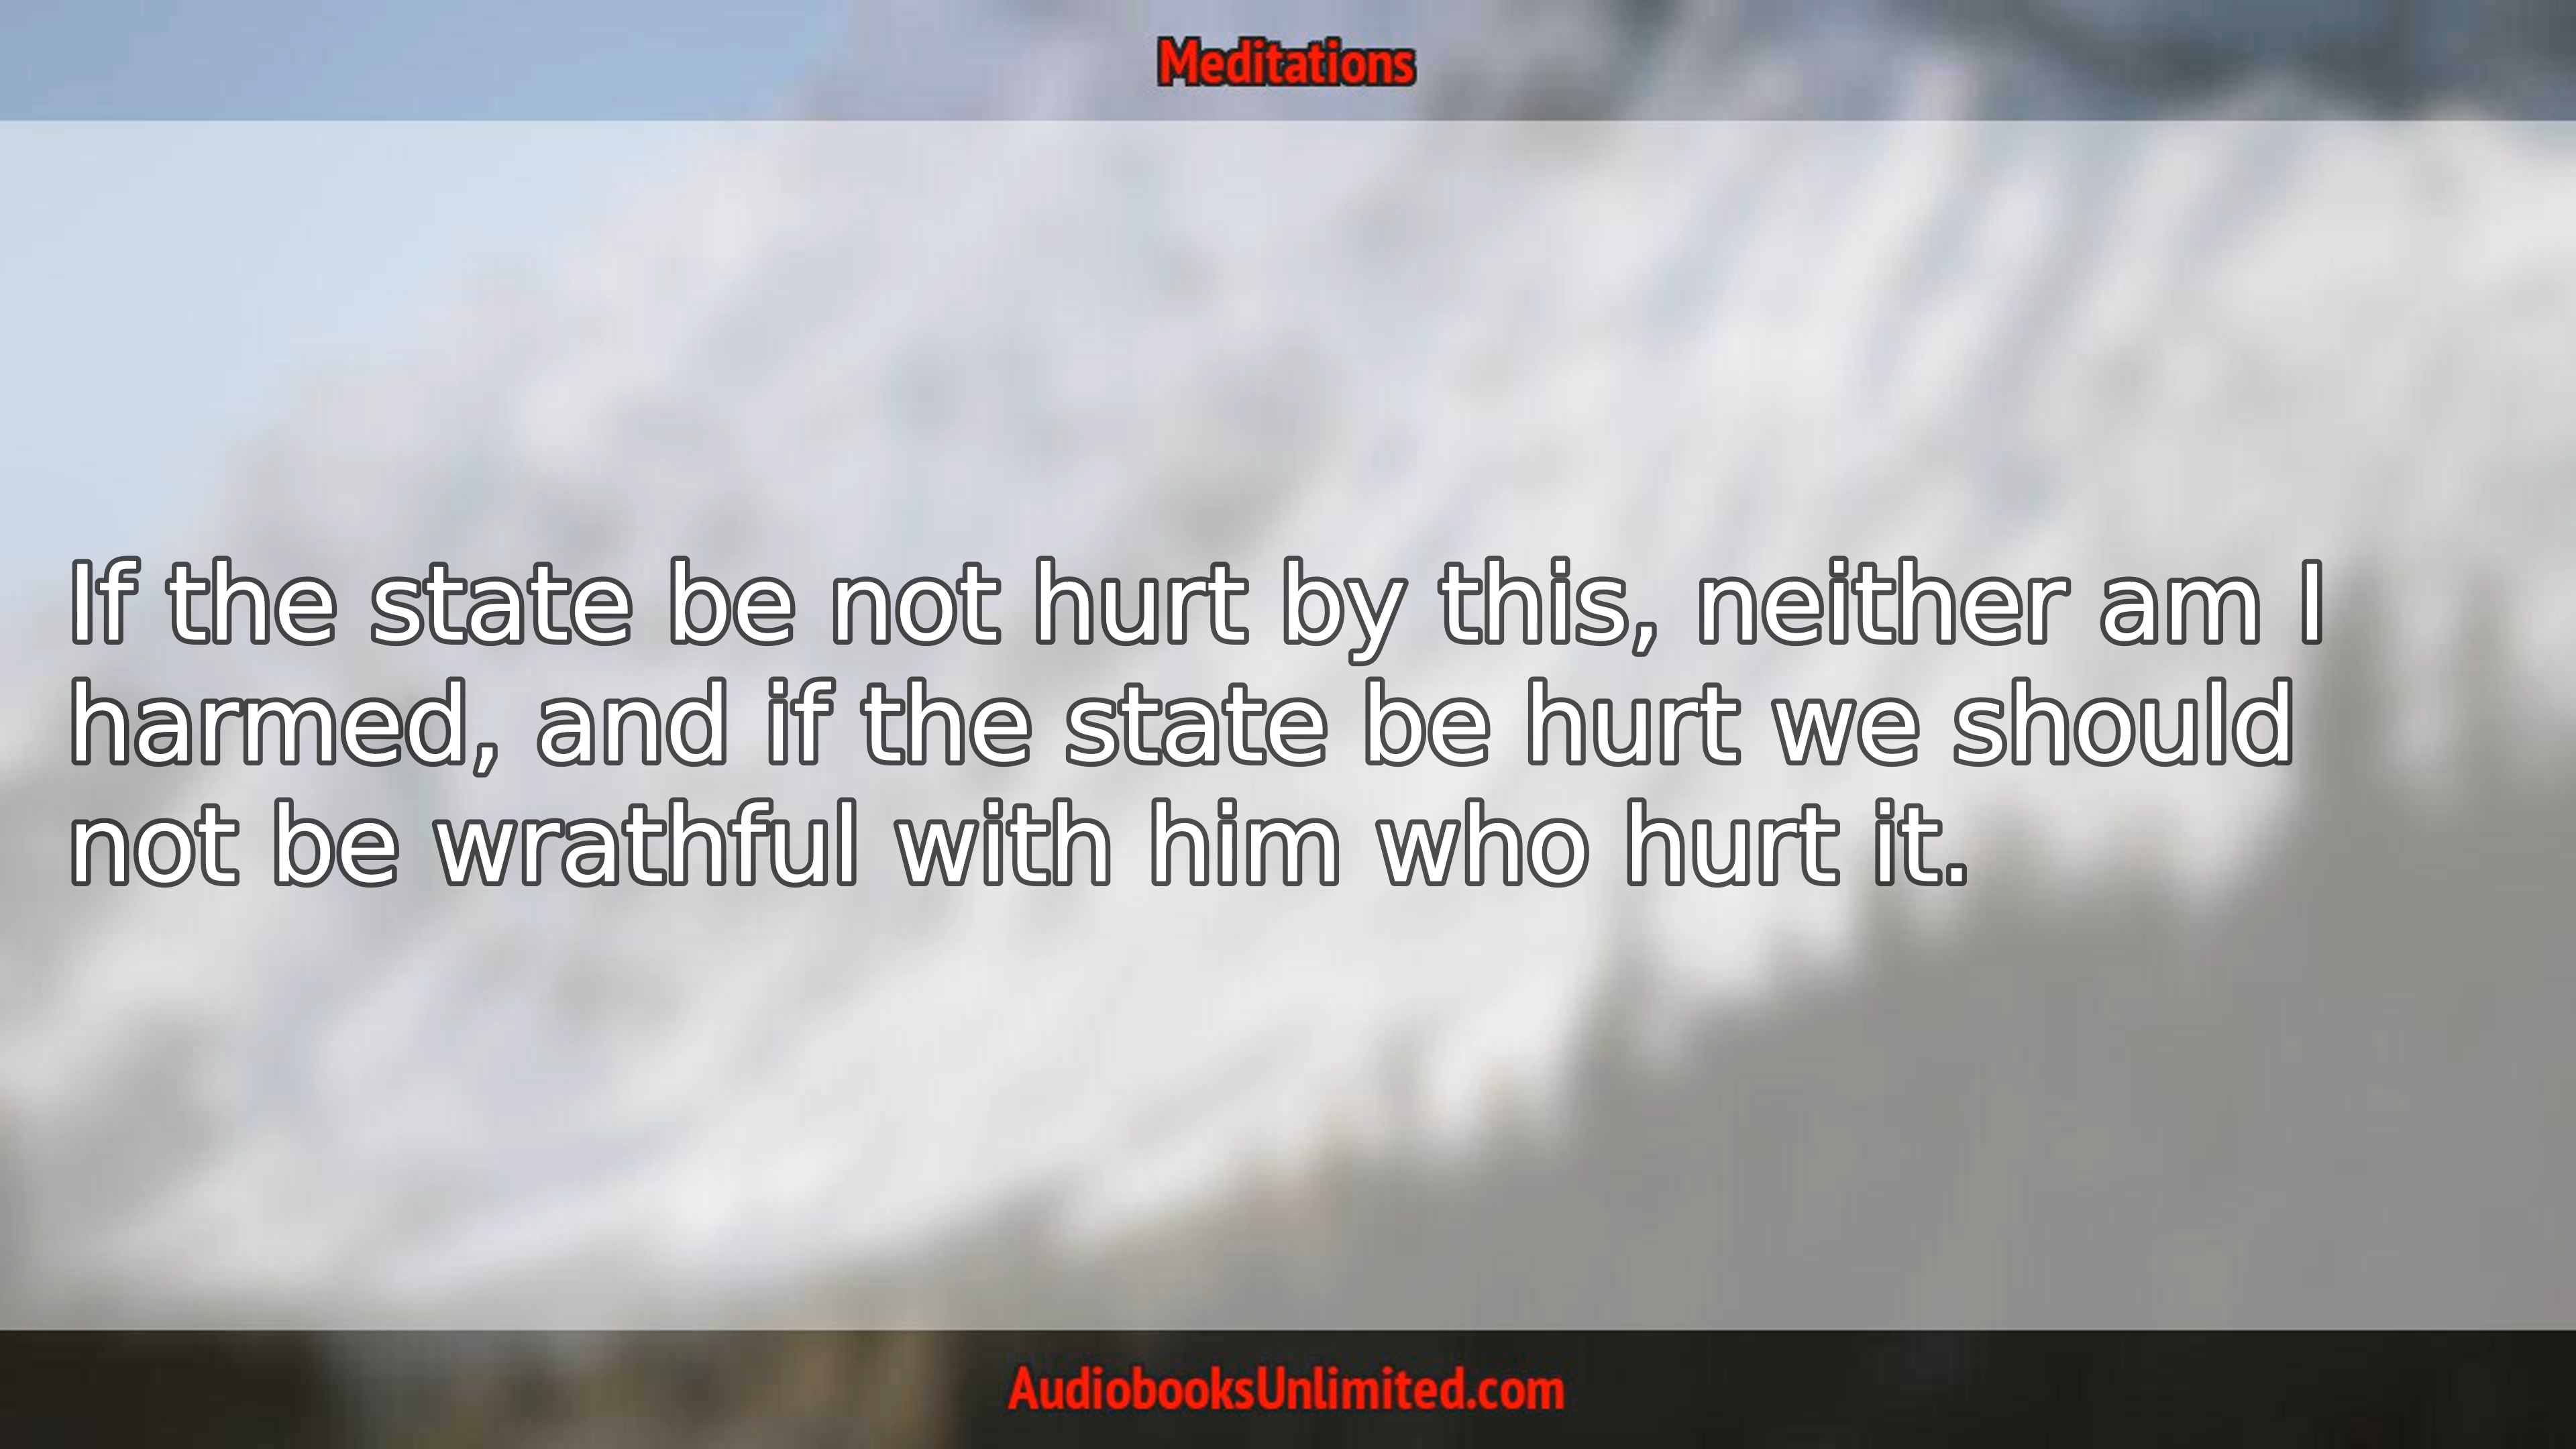 Meditations
If the state be not hurt by this, neither am I
harmed, and if the state be hurt we should
not be wrathful with him who hurt it.
AudiobooksUnlimited.com